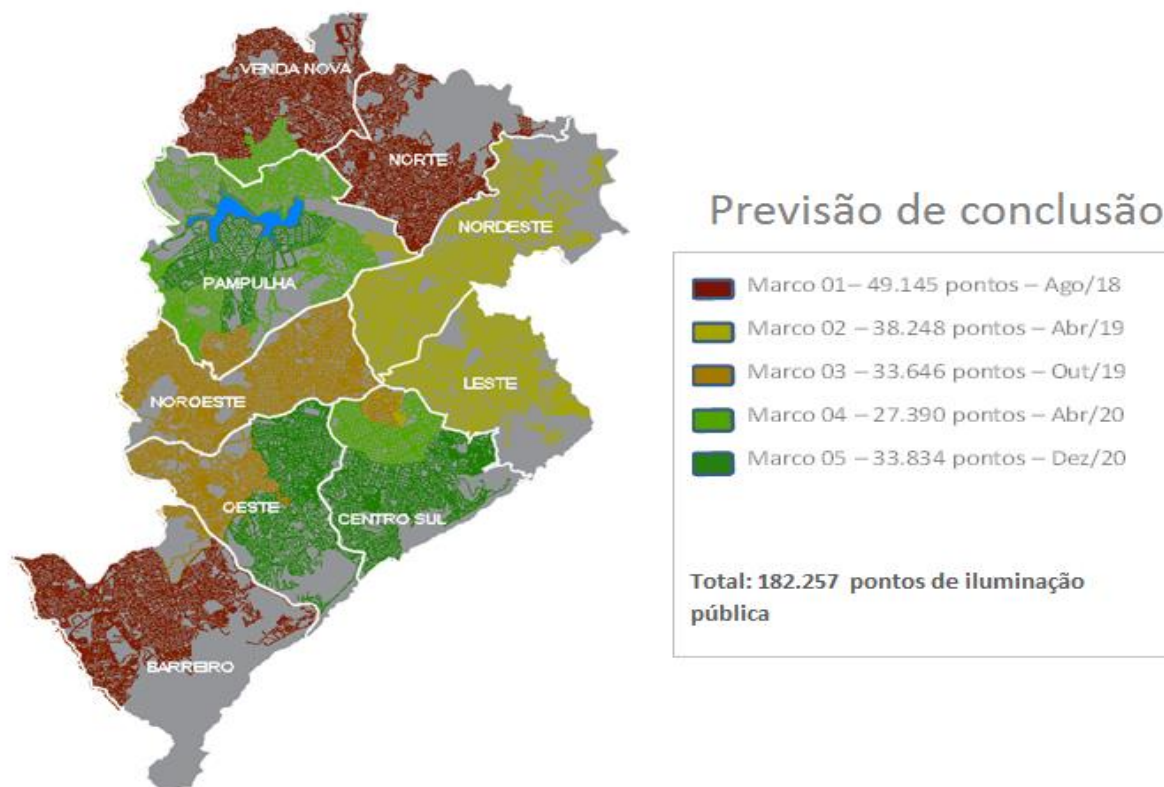 VENDA NOVA
NORTE
NORDESTE
PAMPULHA
LESTE
NOROESTE
OESTE
CENTRO SUL
BARREIRO
Previsão de conclusão
Marco 01– 49.145 pontos – Ago/18
Marco 02 – 38.248 pontos – Abr/19
Marco 03 – 33.646 pontos – Out/19
Marco 04 – 27.390 pontos – Abr/20
Marco 05 – 33.834 pontos – Dez/20
Total: 182.257 pontos de iluminação
pública